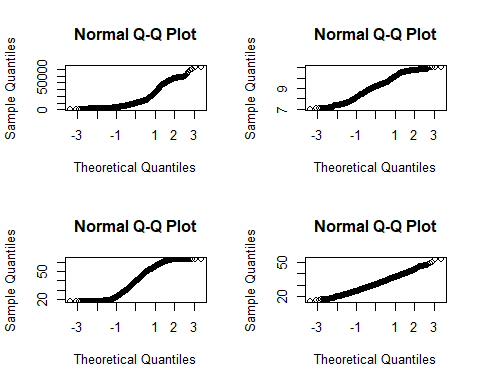 Normal Q-Q Plot
Sample Quantiles
0 50000
-3 -1 1 2 3
Theoretical Quantiles
Normal Q-Q Plot
Sample Quantiles
7 9
-3 -1 1 2 3
Theoretical Quantiles
Normal Q-Q Plot
Sample Quantiles
20 50
-3 -1 1 2 3
Theoretical Quantiles
Normal Q-Q Plot
Sample Quantiles
20 50
-3 -1 1 2 3
Theoretical Quantiles